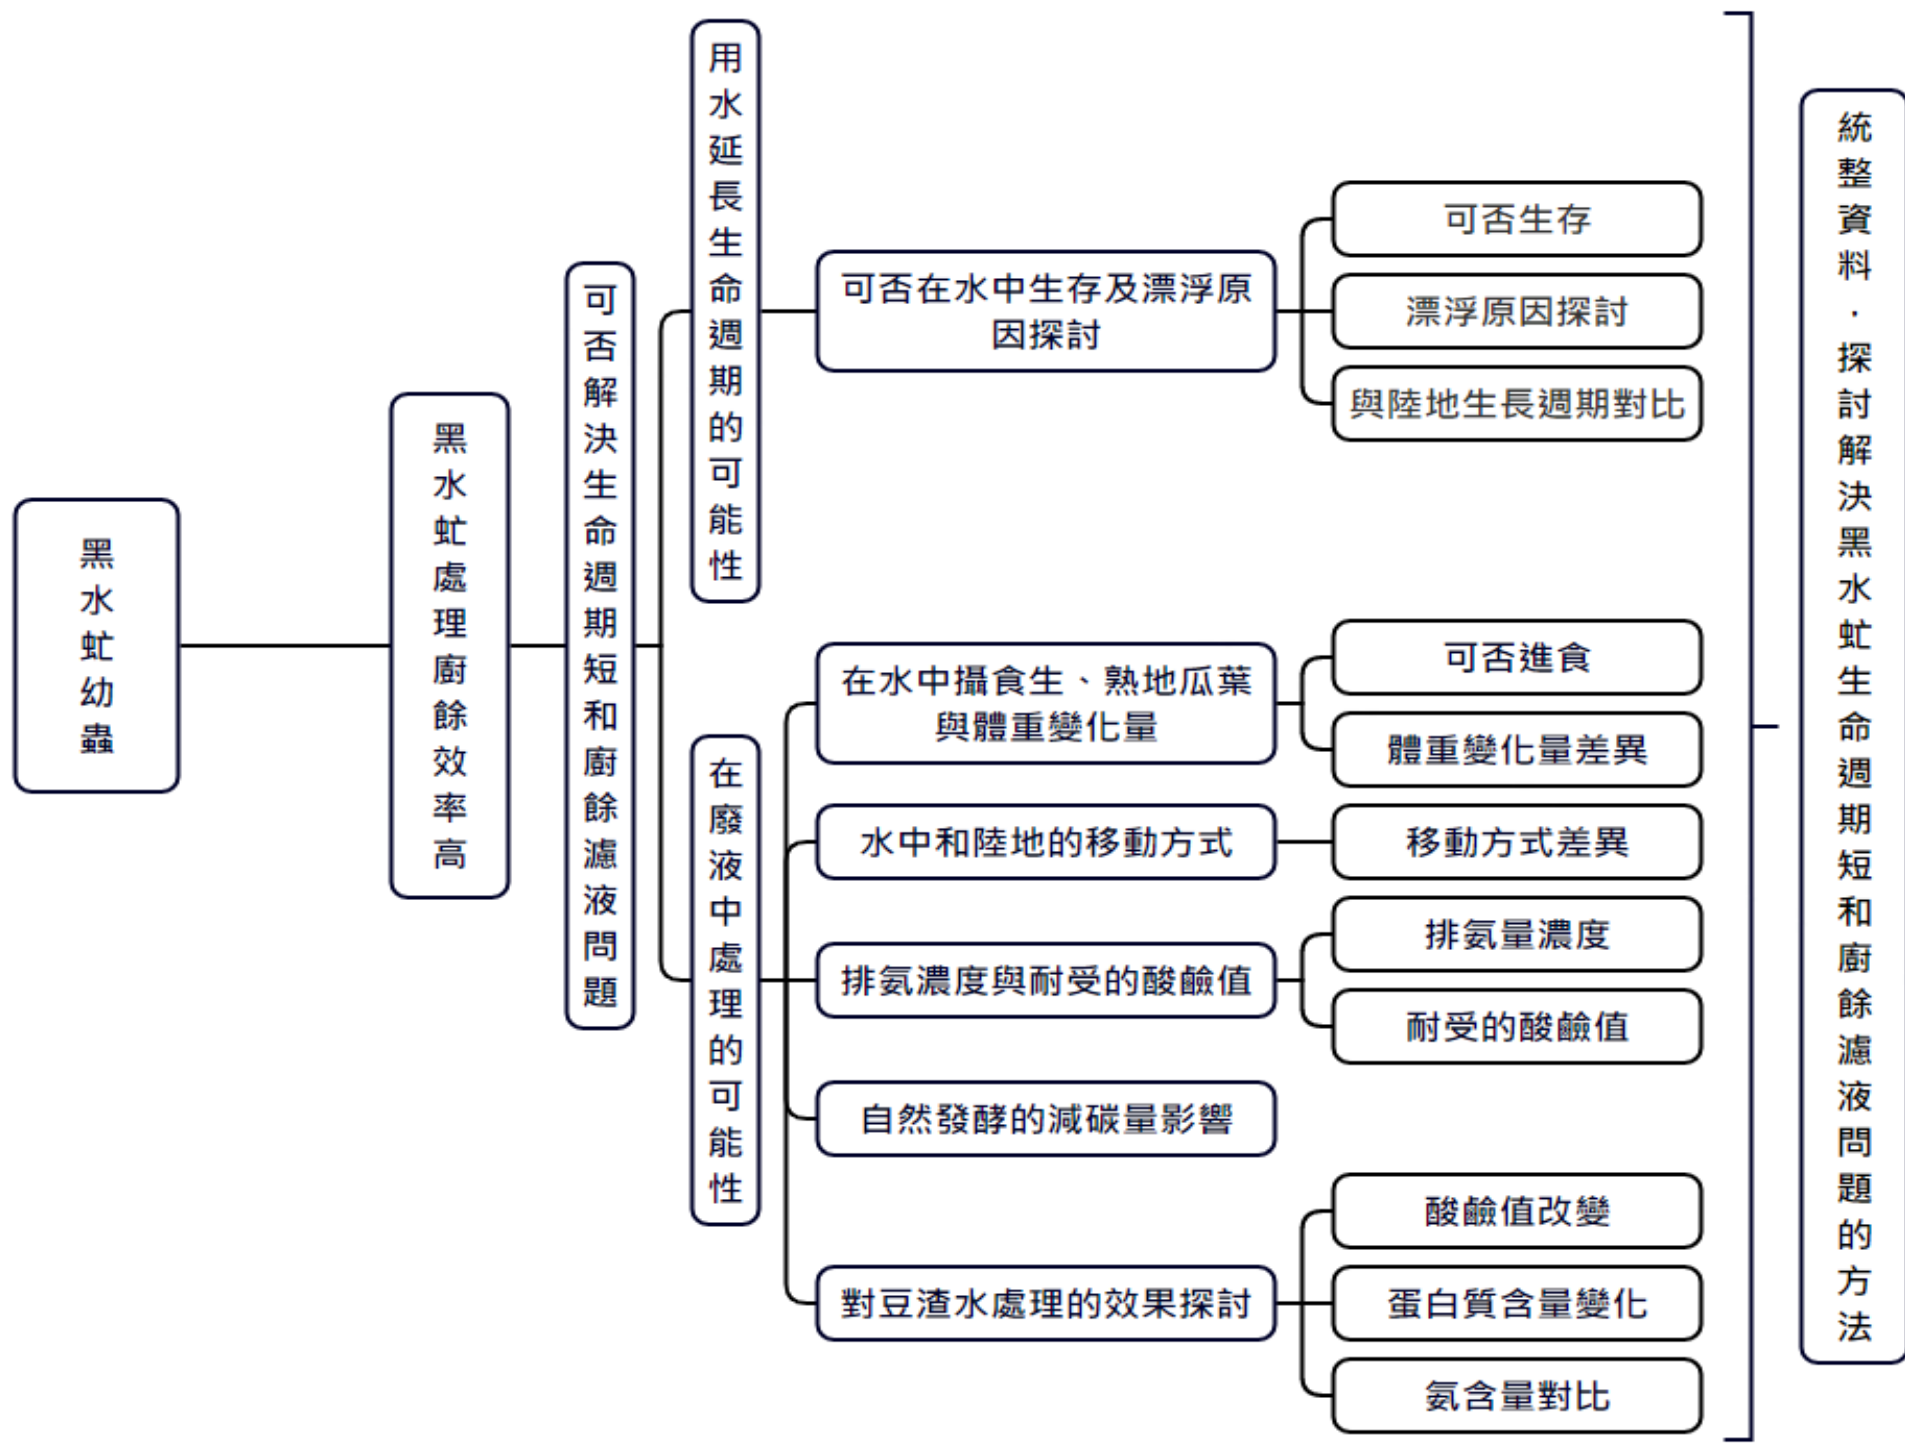 黑水虻幼蟲
黑水虻處理廚餘效率高
可否解決生命週期短和廚餘濾液問題
用水延長生命週期的可能性
可否在水中生存及漂浮原
因探討
可否生存
漂浮原因探討
與陸地生長週期對比
在廢液中處理的可能性
在水中攝食生、熟地瓜葉
與體重變化量
可否進食
體重變化量差異
水中和陸地的移動方式
移動方式差異
排氨濃度與耐受的酸鹼值
排氨量濃度
耐受的酸鹼值
自然發酵的減碳量影響
對豆渣水處理的效果探討
酸鹼值改變
蛋白質含量變化
氨含量對比
統整資料．探討解決黑水虻生命週期短和廚餘濾液問題的方法